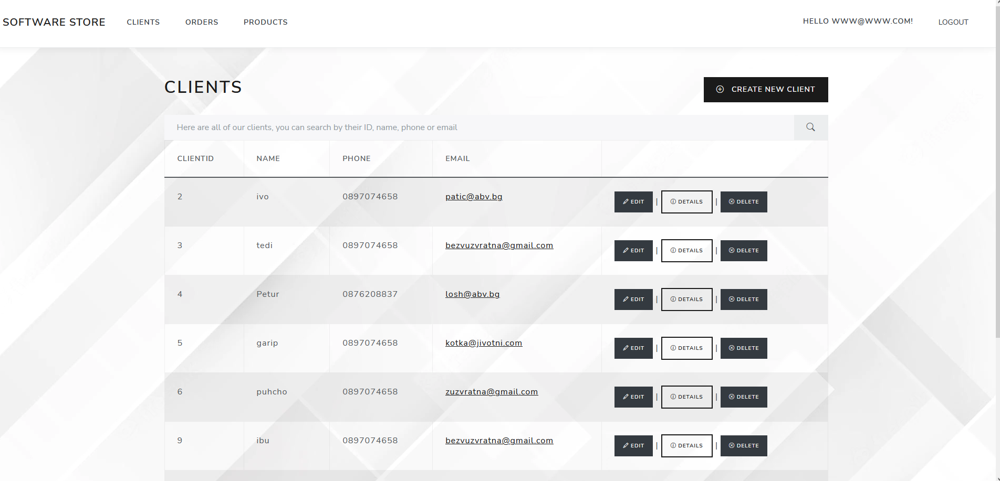 SOFTWARE STORE CLIENTS ORDERS PRODUCTS HELLO WWW@WWW.COM! LOGOUT
CLIENTS
CREATE NEW CLIENT
Here are all of our clients, you can search by their ID, name, phone or email
CLIENTID NAME PHONE EMAIL
2 ivo 0897074658 patic@abv.bg EDIT | DETAILS | DELETE
3 tedi 0897074658 bezvuzvratna@gmail.com EDIT | DETAILS | DELETE
4 Petur 0876208837 losh@abv.bg EDIT | DETAILS | DELETE
5 garip 0897074658 kotka@jivotni.com EDIT | DETAILS | DELETE
6 puhcho 0897074658 zuzvratna@gmail.com EDIT | DETAILS | DELETE
9 ibu 0897074658 bezvuzvratna@gmail.com EDIT | DETAILS | DELETE